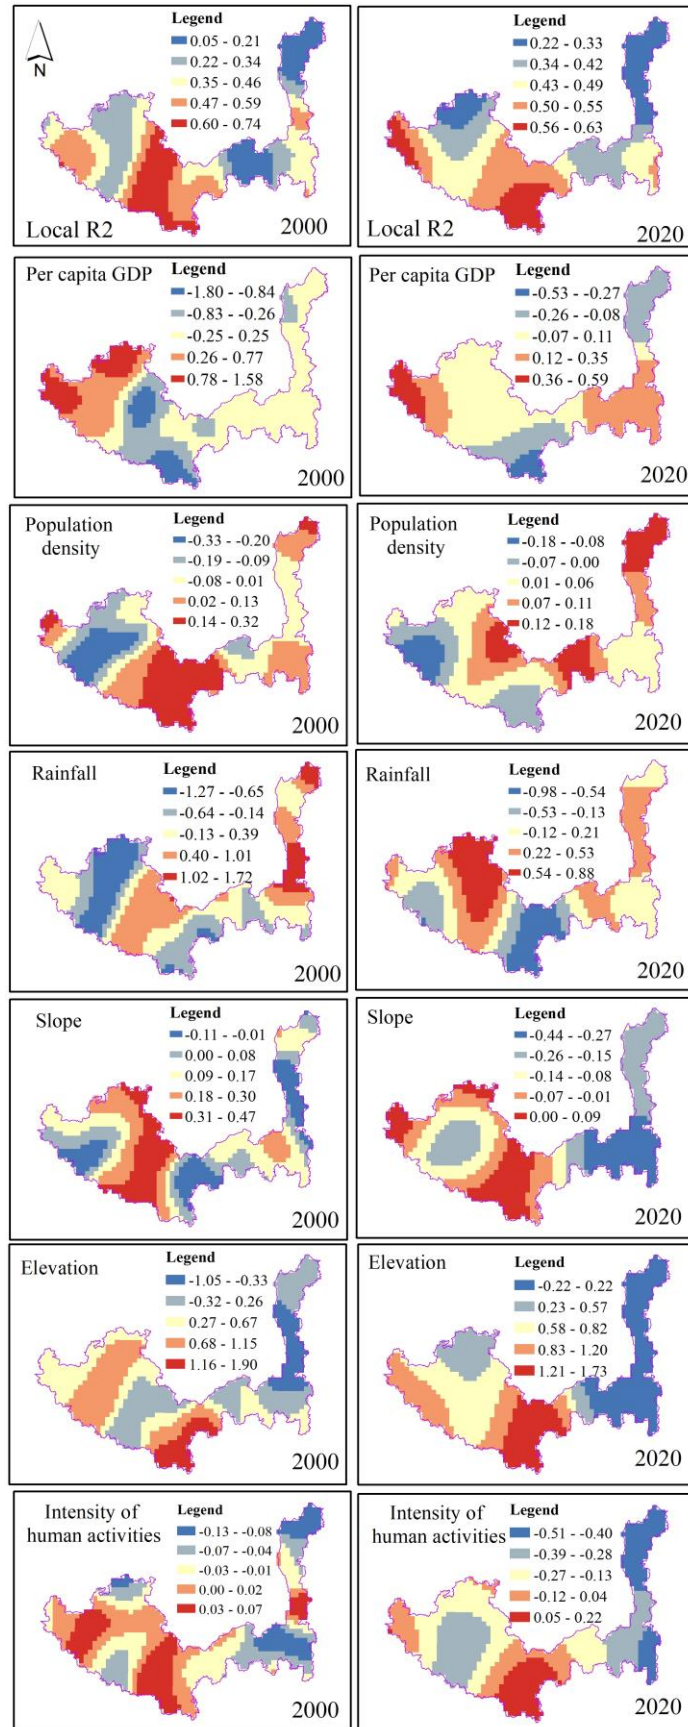 Legend
0.05 - 0.21
0.22 - 0.34
0.35 - 0.46
0.47 - 0.59
0.60 - 0.74
N
Local R2
2000
Legend
0.22 - 0.33
0.34 - 0.42
0.43 - 0.49
0.50 - 0.55
0.56 - 0.63
Local R2
2020
Per capita GDP
Legend
-1.80 - -0.84
-0.83 - -0.26
-0.25 - 0.25
0.26 - 0.77
0.78 - 1.58
2000
Per capita GDP
Legend
-0.53 - -0.27
-0.26 - -0.08
-0.07 - 0.11
0.12 - 0.35
0.36 - 0.59
2020
Population
density
Legend
-0.33 - -0.20
-0.19 - -0.09
-0.08 - 0.01
0.02 - 0.13
0.14 - 0.32
2000
Population
density
Legend
-0.18 - -0.08
-0.07 - 0.00
0.01 - 0.06
0.07 - 0.11
0.12 - 0.18
2020
Rainfall
Legend
-1.27 - -0.65
-0.64 - -0.14
-0.13 - 0.39
0.40 - 1.01
1.02 - 1.72
2000
Rainfall
Legend
-0.98 - -0.54
-0.53 - -0.13
-0.12 - 0.21
0.22 - 0.53
0.54 - 0.88
2020
Slope
Legend
-0.11 - -0.01
0.00 - 0.08
0.09 - 0.17
0.18 - 0.30
0.31 - 0.47
2000
Slope
Legend
-0.44 - -0.27
-0.26 - -0.15
-0.14 - -0.08
-0.07 - -0.01
0.00 - 0.09
2020
Elevation
Legend
-1.05 - -0.33
-0.32 - 0.26
0.27 - 0.67
0.68 - 1.15
1.16 - 1.90
2000
Elevation
Legend
-0.22 - 0.22
0.23 - 0.57
0.58 - 0.82
0.83 - 1.20
1.21 - 1.73
2020
Intensity of
human activities
Legend
-0.13 - -0.08
-0.07 - -0.04
-0.03 - -0.01
0.00 - 0.02
0.03 - 0.07
2000
Intensity of
human activities
Legend
-0.51 - -0.40
-0.39 - -0.28
-0.27 - -0.13
-0.12 - 0.04
0.05 - 0.22
2020